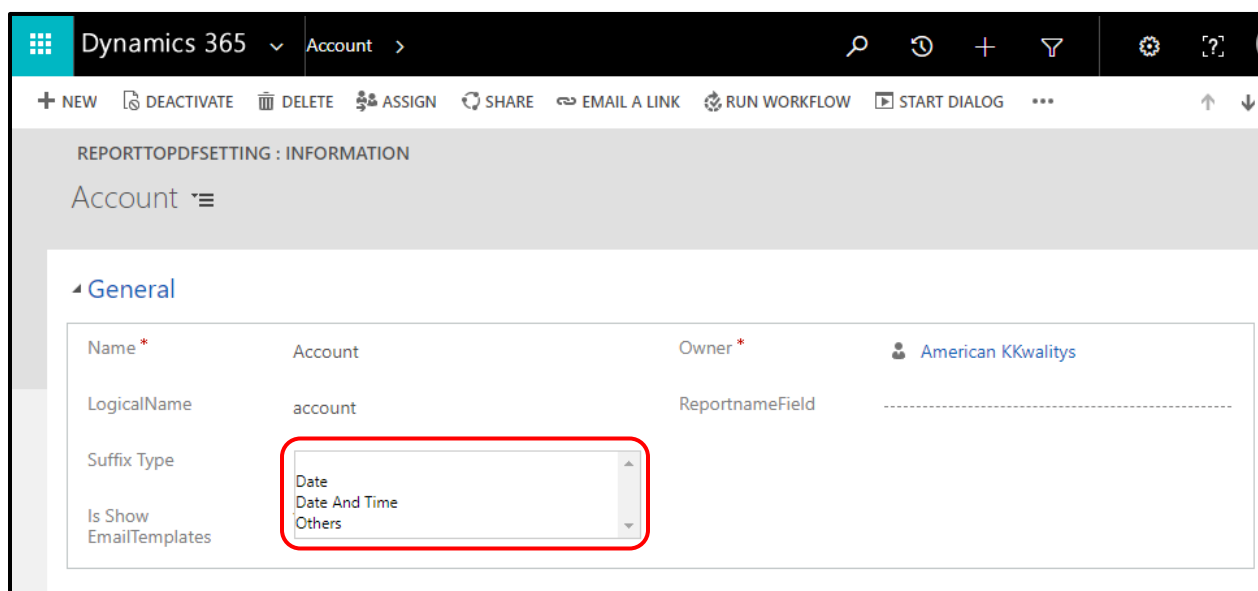 Dynamics 365 Account >
+ NEW DEACTIVATE DELETE ASSIGN SHARE EMAIL A LINK RUN WORKFLOW START DIALOG •••
REPORTTOPDFSETTING : INFORMATION
Account
General
Name * Account Owner * American KKwalitys
LogicalName account ReportnameField
Suffix Type
Date
Date And Time
Others
Is Show
EmailTemplates